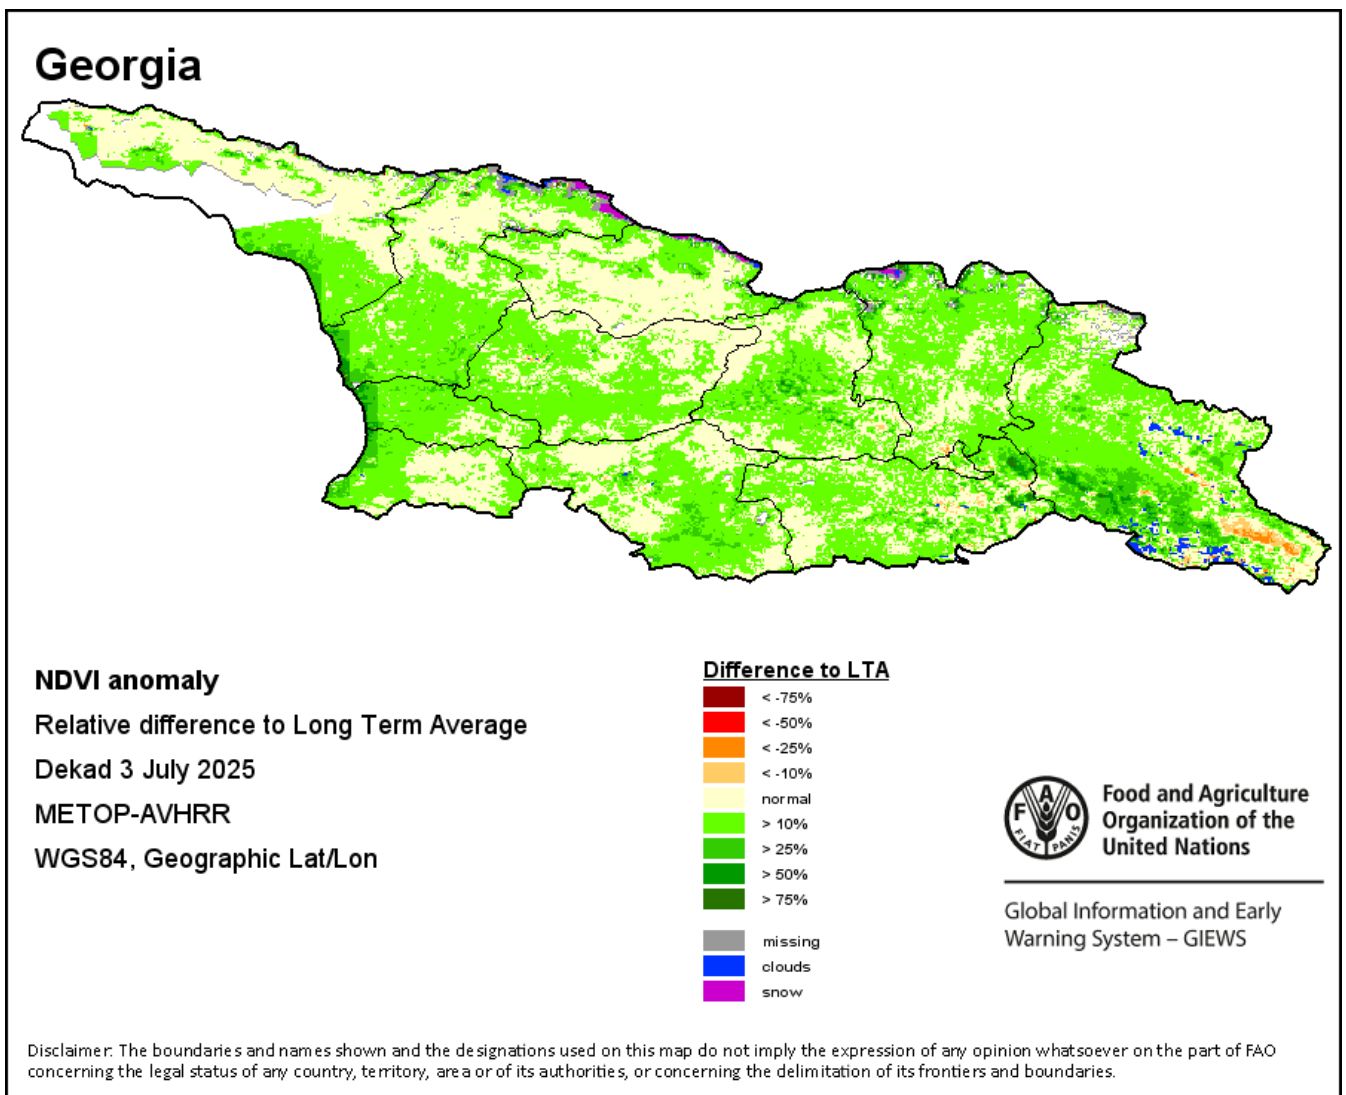 Georgia
NDVI anomaly
Relative difference to Long Term Average
Dekad 3 July 2025
METOP-AVHRR
WGS84, Geographic Lat/Lon
Difference to LTA
< -75%
< -50%
< -25%
< -10%
normal
> 10%
> 25%
> 50%
> 75%
missing
clouds
snow
F A O
FIAT PANIS
Food and Agriculture
Organization of the
United Nations
Global Information and Early
Warning System – GIEWS
Disclaimer: The boundaries and names shown and the designations used on this map do not imply the expression of any opinion whatsoever on the part of FAO
concerning the legal status of any country, territory, area or of its authorities, or concerning the delimitation of its frontiers and boundaries.